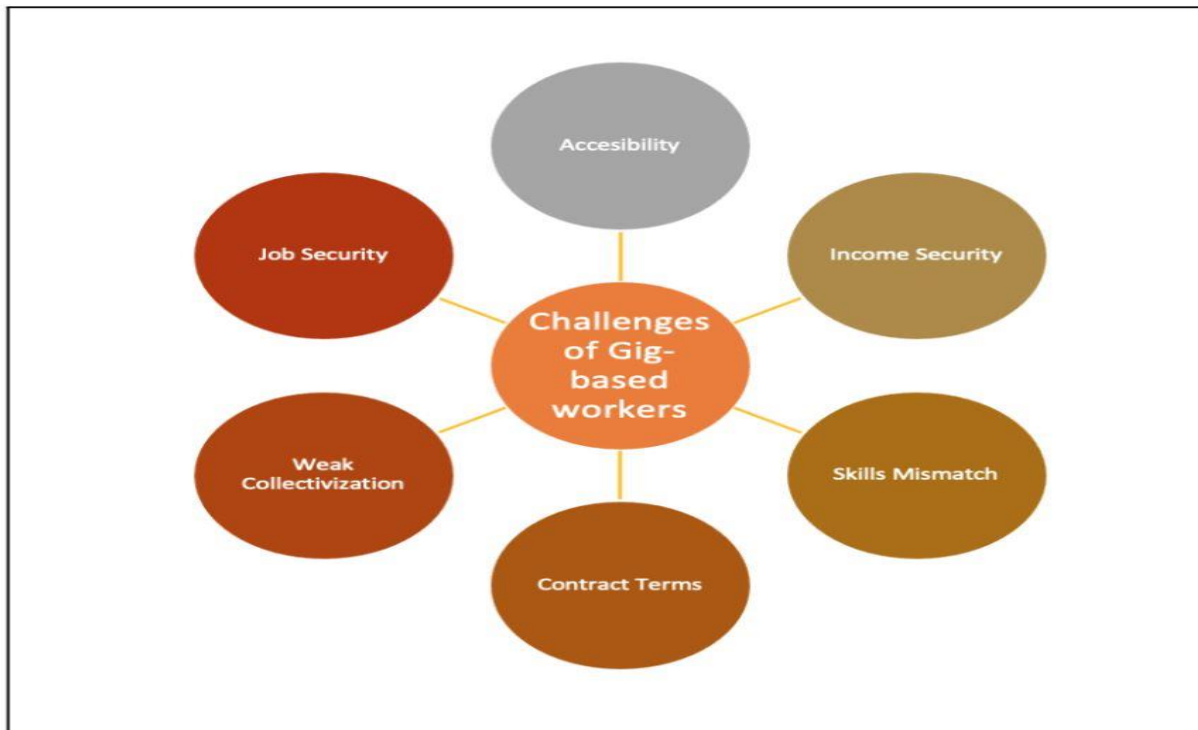 Accesibility
Job Security
Income Security
Challenges
of Gig-
based
workers
Weak
Collectivization
Skills Mismatch
Contract Terms